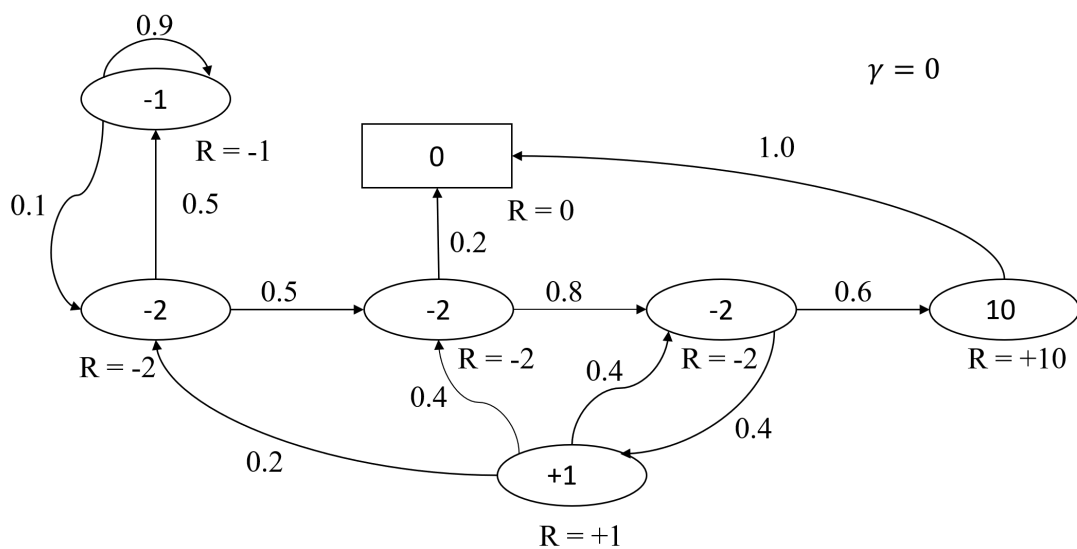 0.9
γ = 0
-1
R = -1
0
1.0
0.1
0.5
R = 0
0.2
-2
0.5
-2
0.8
-2
0.6
10
R = -2
R = -2
R = -2
R = +10
0.4
0.4
0.4
0.2
+1
R = +1